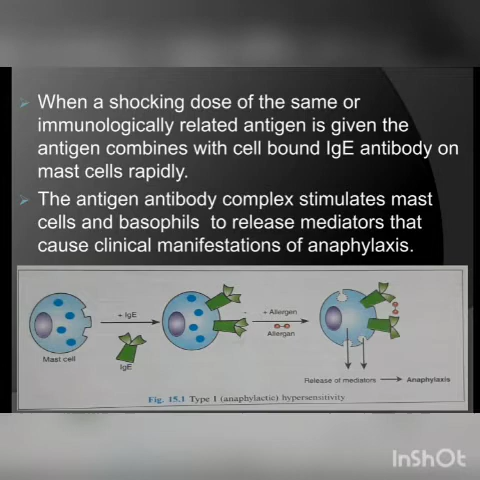 When a shocking dose of the same or
immunologically related antigen is given the
antigen combines with cell bound IgE antibody on
mast cells rapidly.
The antigen antibody complex stimulates mast
cells and basophils to release mediators that
cause clinical manifestations of anaphylaxis.
+ IgE
+ Allergen
Allergan
Mast cell
IgE
Release of mediators
Anaphylaxis
Fig. 15.1 Type I (anaphylactic) hypersensitivity
InShOt